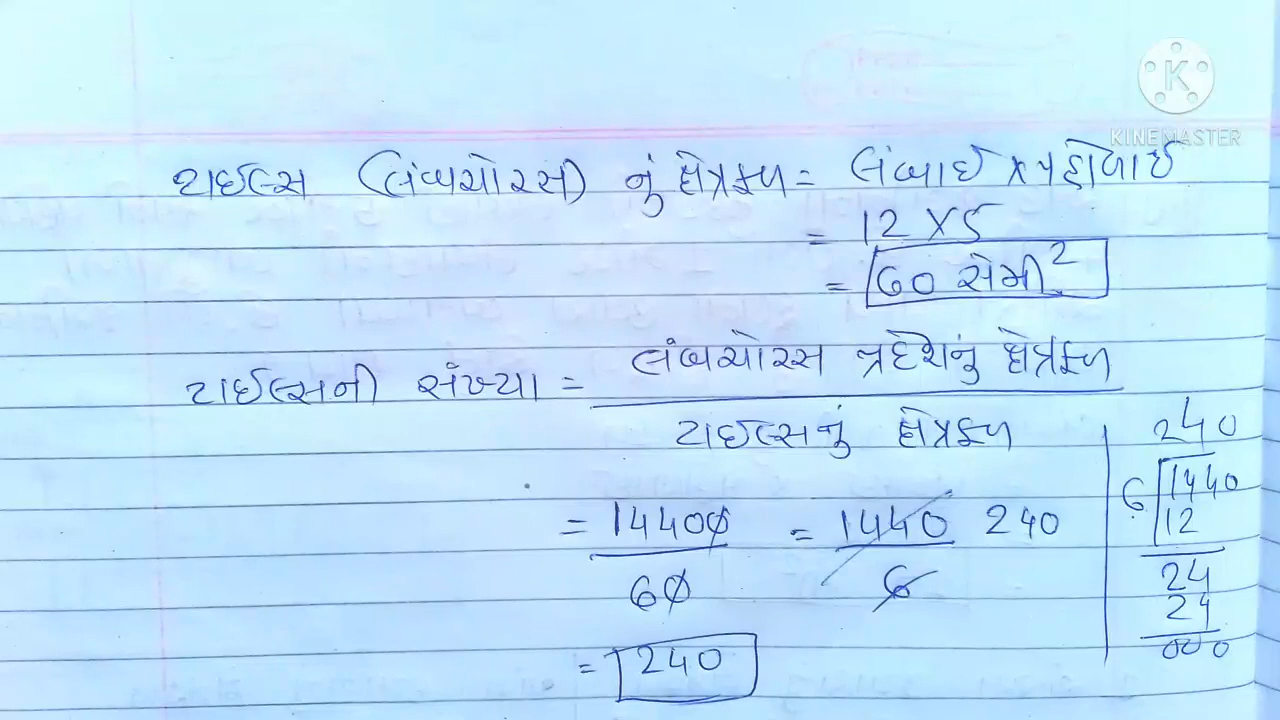 K
KINEMASTER
ટાઈલ્સ (લંબચોરસ) નું ક્ષેત્રફળ = લંબાઈ x પહોળાઈ
= 12 x 5
= 60 સેમી²
ટાઈલ્સની સંખ્યા = લંબચોરસ પ્રદેશનું ક્ષેત્રફળ
ટાઈલ્સનું ક્ષેત્રફળ
= 14400 = 1440 240
60 6
= 240
240
6 1440
12
24
24
000